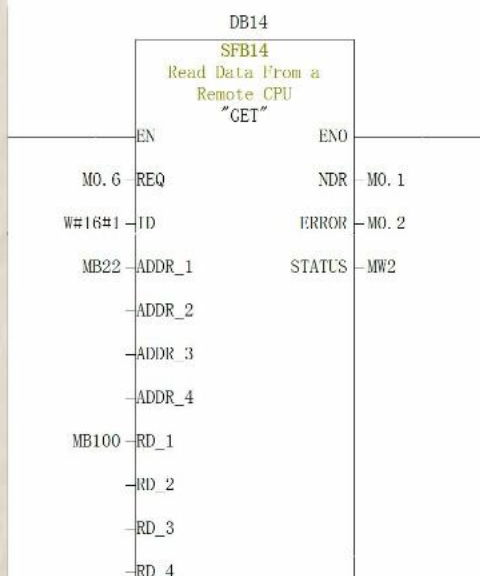 DB14
SFB14
Read Data From a
Remote CPU
"GET"
EN ENO
M0.6 REQ NDR M0.1
W#16#1 ID ERROR M0.2
MB22 ADDR_1 STATUS MW2
ADDR_2
ADDR_3
ADDR_4
MB100 RD_1
RD_2
RD_3
RD_4